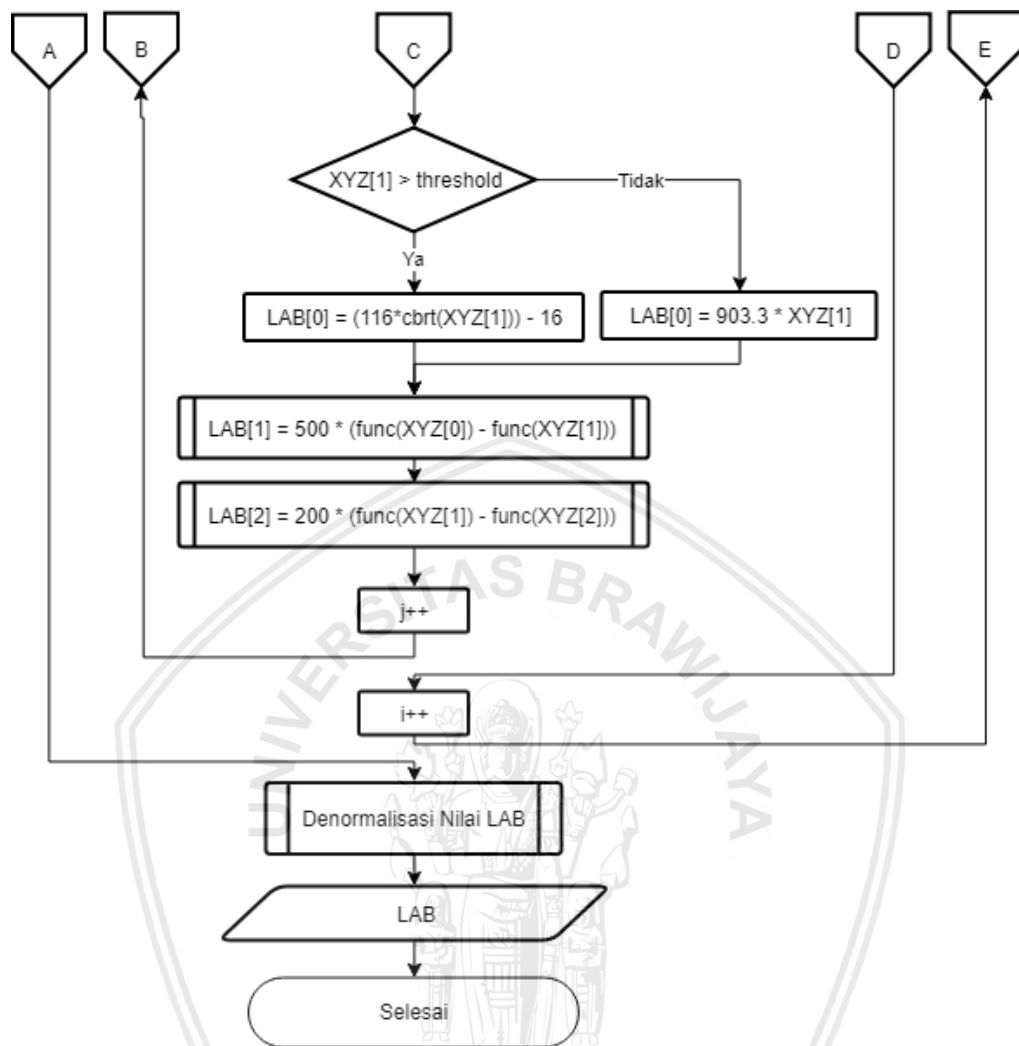 A
B
C
D
E
XYZ[1] > threshold
Tidak
Ya
LAB[0] = (116*cbrt(XYZ[1])) - 16
LAB[0] = 903.3 * XYZ[1]
LAB[1] = 500 * (func(XYZ[0]) - func(XYZ[1]))
LAB[2] = 200 * (func(XYZ[1]) - func(XYZ[2]))
j++
i++
Denormalisasi Nilai LAB
LAB
Selesai
UNIVERSITAS BRAWIJAYA